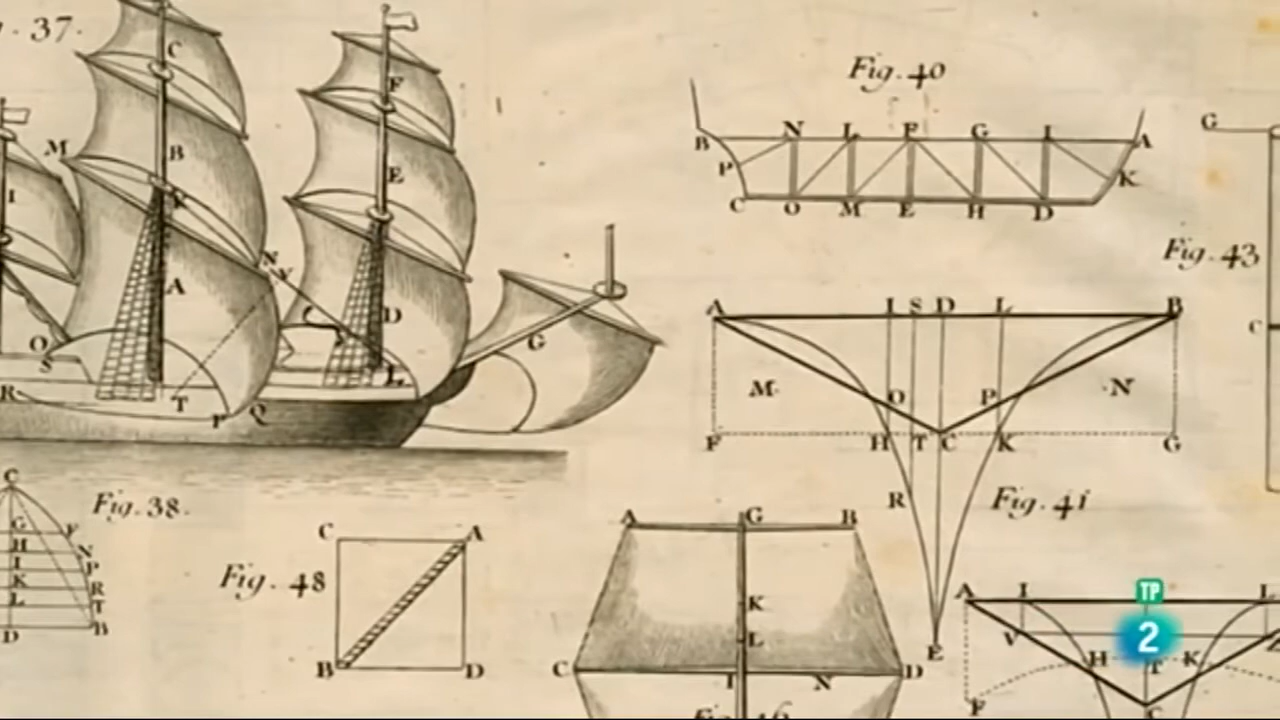 . 37.
C
F
M
B
I
K
E
N
V
A
D
G
O
S
L
R
T
P
Q
Fig. 40
B
N
L
F
G
I
A
P
K
C
O
M
E
H
D
G
Fig. 43
C
A
I
S
D
L
B
M
O
P
N
F
H
T
C
K
G
R
E
Fig. 41
C
Fig. 38.
G
F
H
N
I
P
K
R
L
T
D
B
Fig. 48
C
A
B
D
A
G
B
K
L
C
D
I
N
A
I
L
V
H
T
K
F
C
TP
2